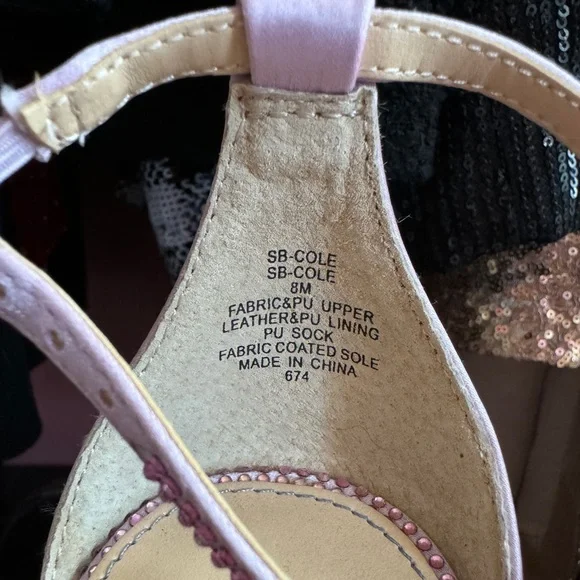 SB-COLE
SB-COLE
8M
FABRIC&PU UPPER
LEATHER&PU LINING
PU SOCK
FABRIC COATED SOLE
MADE IN CHINA
674